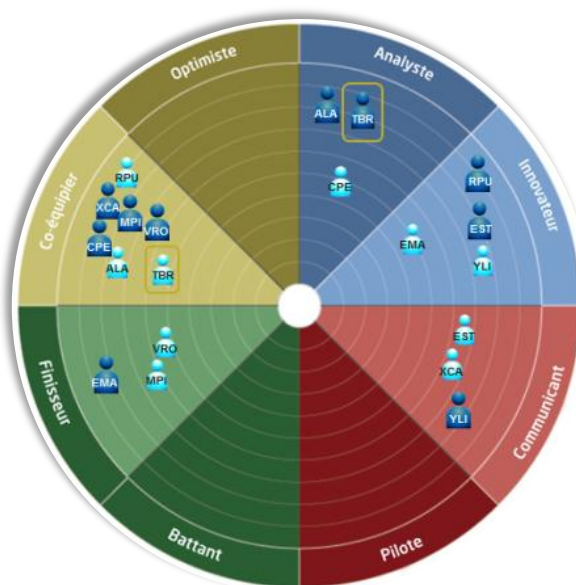 Optimiste
Analyste
ALA
TBR
Innovateur
CPE
RPU
EST
EMA
YLI
Co-équipier
RPU
XCA
MPI
VRO
CPE
ALA
TBR
EST
XCA
YLI
Communicant
VRO
MPI
EMA
Finisseur
Battant
Pilote